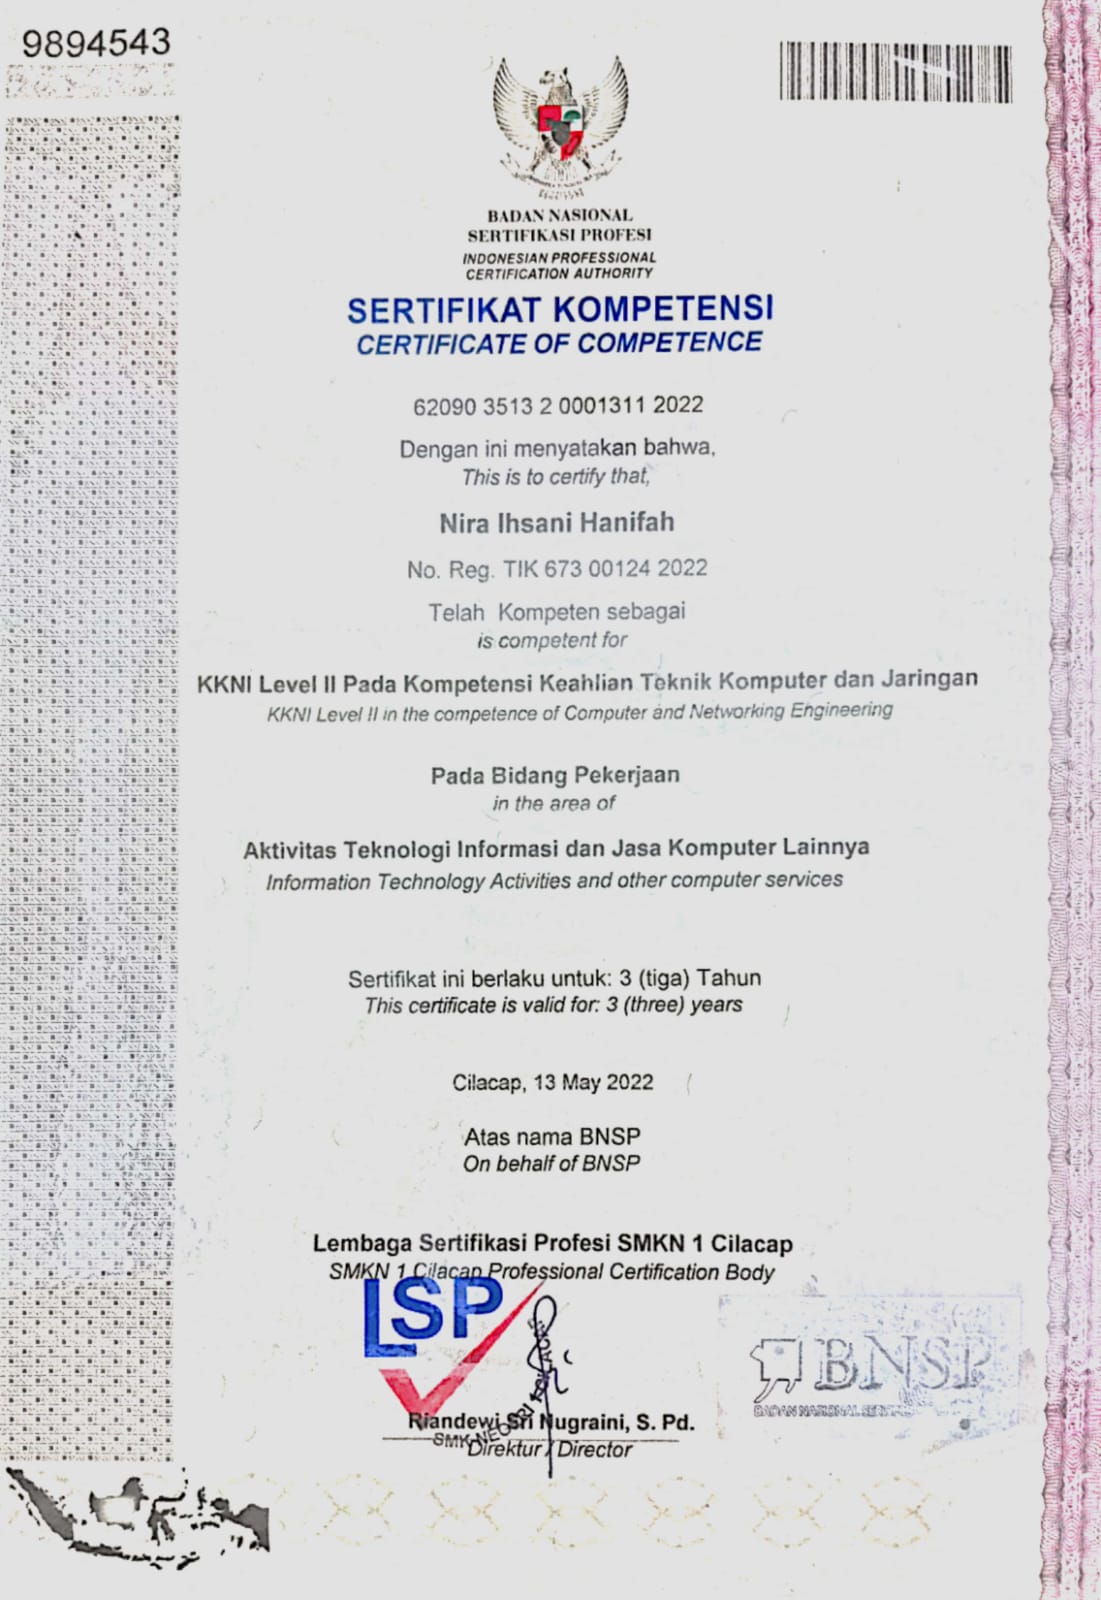 9894543
BADAN NASIONAL
SERTIFIKASI PROFESI
INDONESIAN PROFESSIONAL
CERTIFICATION AUTHORITY
SERTIFIKAT KOMPETENSI
CERTIFICATE OF COMPETENCE
62090 3513 2 0001311 2022
Dengan ini menyatakan bahwa,
This is to certify that,
Nira Ihsani Hanifah
No. Reg. TIK 673 00124 2022
Telah Kompeten sebagai
is competent for
KKNI Level II Pada Kompetensi Keahlian Teknik Komputer dan Jaringan
KKNI Level II in the competence of Computer and Networking Engineering
Pada Bidang Pekerjaan
in the area of
Aktivitas Teknologi Informasi dan Jasa Komputer Lainnya
Information Technology Activities and other computer services
Sertifikat ini berlaku untuk: 3 (tiga) Tahun
This certificate is valid for: 3 (three) years
Cilacap, 13 May 2022
Atas nama BNSP
On behalf of BNSP
Lembaga Sertifikasi Profesi SMKN 1 Cilacap
SMKN 1 Cilacap Professional Certification Body
LSP
BNSP
BADAN NASIONAL
Riandewi Sri Nugraini, S. Pd.
SMK NEGERI
Direktur / Director